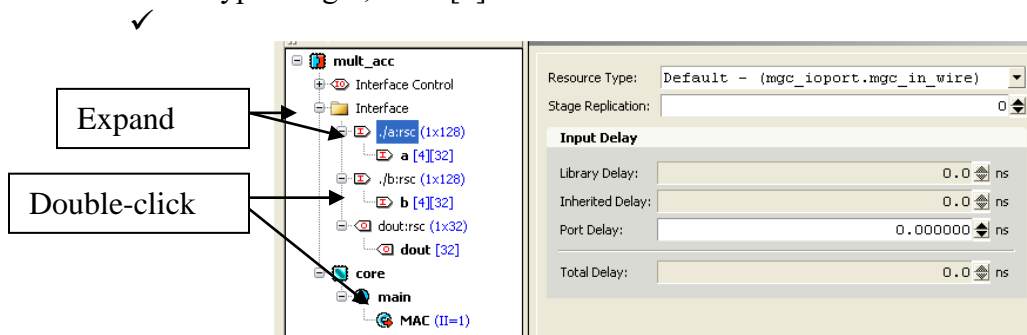 ✓
mult_acc
Interface Control
Interface
./a:rsc (1x128)
a [4][32]
./b:rsc (1x128)
b [4][32]
dout:rsc (1x32)
dout [32]
core
main
MAC (II=1)
Expand
Double-click
Resource Type: Default - (mgc_ioport.mgc_in_wire)
Stage Replication: 0
Input Delay
Library Delay: 0.0 ns
Inherited Delay: 0.0 ns
Port Delay: 0.000000 ns
Total Delay: 0.0 ns